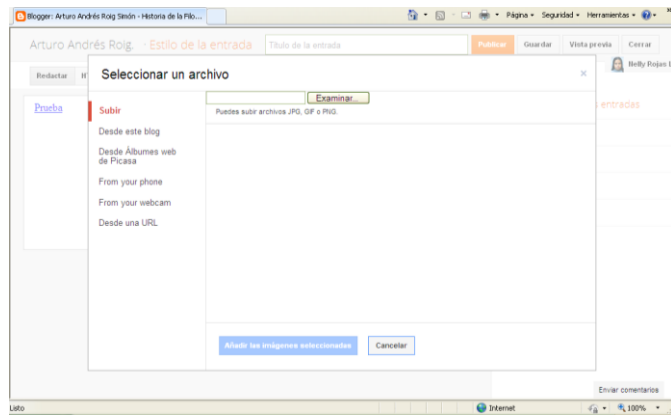 Blogger: Arturo Andrés Roig Simón - Historia de la Filo...
Página Seguridad Herramientas
Arturo Andrés Roig. · Estilo de la entrada
Título de la entrada
Publicar Guardar Vista previa Cerrar
Nelly Rojas
Redactar
Seleccionar un archivo
×
entradas
Prueba
Subir
Examinar...
Puedes subir archivos JPG, GIF o PNG.
Desde este blog
Desde Álbumes web
de Picasa
From your phone
From your webcam
Desde una URL
Añadir las imágenes seleccionadas
Cancelar
Enviar comentarios
Listo
Internet
100%